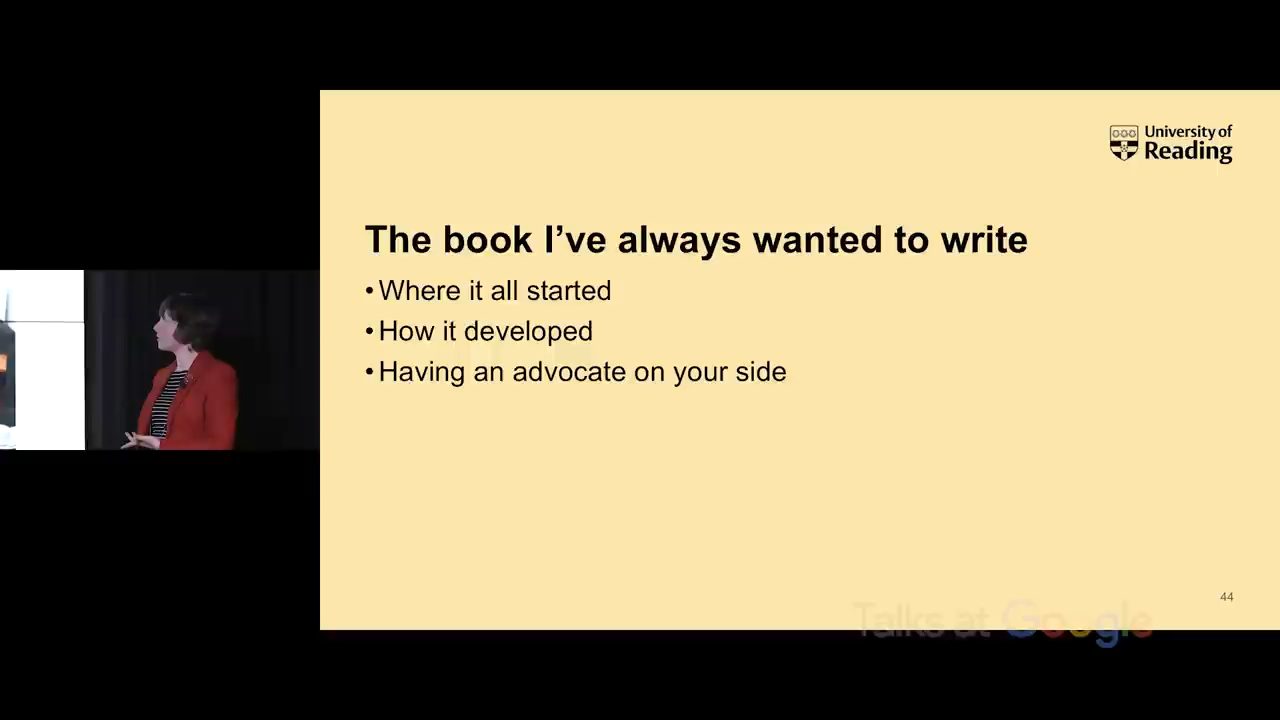 University of
Reading
The book I’ve always wanted to write
• Where it all started
• How it developed
• Having an advocate on your side
44
Talks at Google